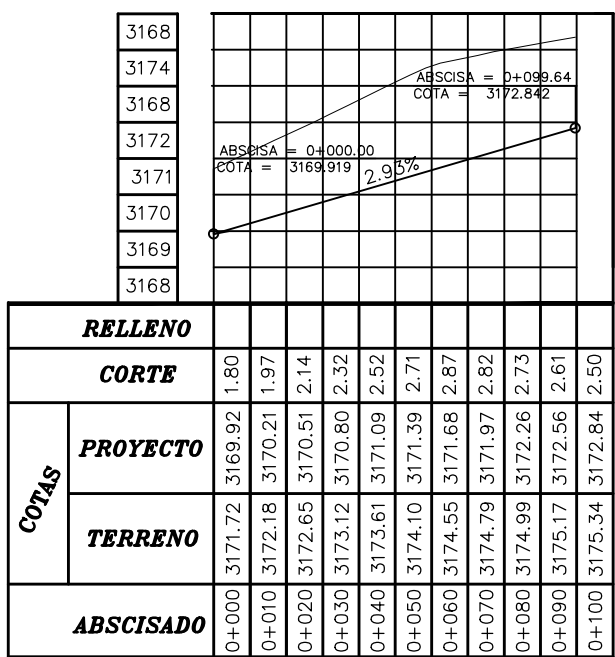 3168
3174
3168
3172
3171
3170
3169
3168
ABSCISA = 0+099.64
COTA = 3172.842
ABSCISA = 0+000.00
COTA = 3169.919
2.93%
RELLENO
CORTE 1.80 1.97 2.14 2.32 2.52 2.71 2.87 2.82 2.73 2.61 2.50
COTAS
PROYECTO 3169.92 3170.21 3170.51 3170.80 3171.09 3171.39 3171.68 3171.97 3172.26 3172.56 3172.84
TERRENO 3171.72 3172.18 3172.65 3173.12 3173.61 3174.10 3174.55 3174.79 3174.99 3175.17 3175.34
ABSCISADO 0+000 0+010 0+020 0+030 0+040 0+050 0+060 0+070 0+080 0+090 0+100